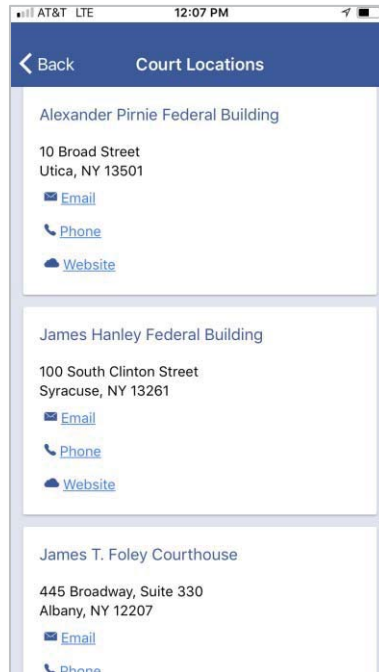 AT&T LTE 12:07 PM
Back Court Locations
Alexander Pirnie Federal Building
10 Broad Street
Utica, NY 13501
Email
Phone
Website
James Hanley Federal Building
100 South Clinton Street
Syracuse, NY 13261
Email
Phone
Website
James T. Foley Courthouse
445 Broadway, Suite 330
Albany, NY 12207
Email
Phone